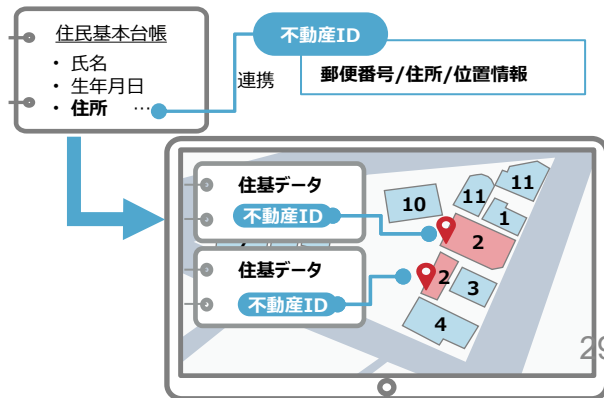 住民基本台帳
・ 氏名
・ 生年月日
・ 住所 …
連携
不動産ID
郵便番号/住所/位置情報
住基データ
不動産ID
住基データ
不動産ID
10
11
11
1
2
2
3
4
29